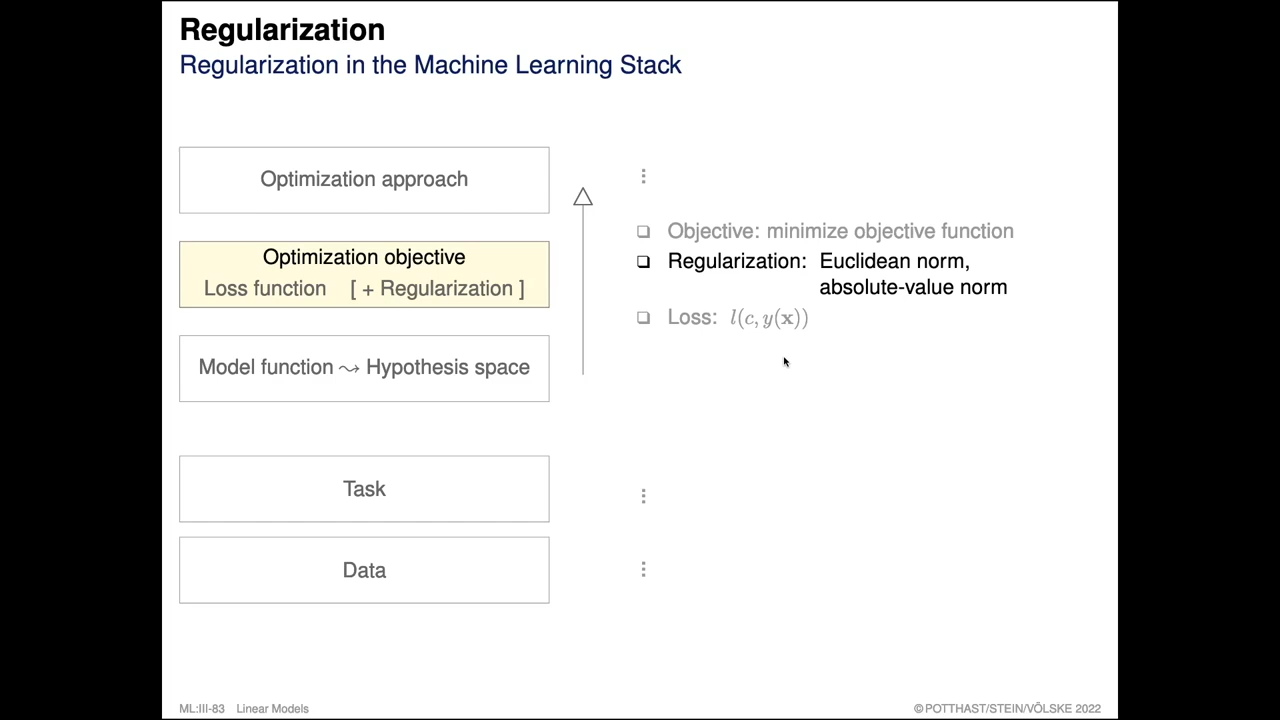 Regularization
Regularization in the Machine Learning Stack
Optimization approach
⋮
Optimization objective
Loss function [ + Regularization ]
❑ Objective: minimize objective function
❑ Regularization: Euclidean norm,
absolute-value norm
❑ Loss: l(c, y(x))
Model function ⤳ Hypothesis space
Task
⋮
Data
⋮
ML:III-83 Linear Models
© POTTHAST/STEIN/VÖLSKE 2022